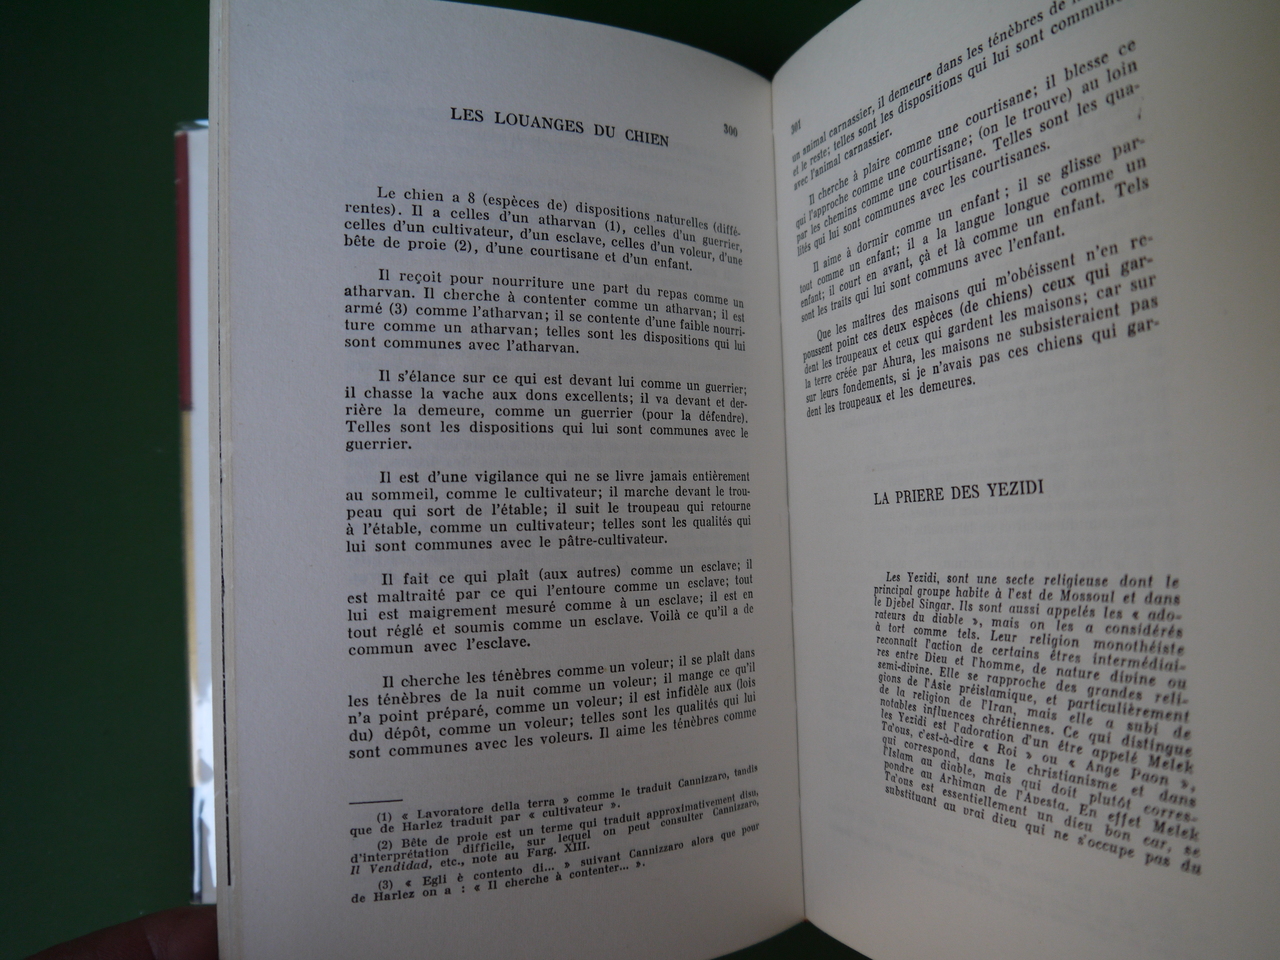 LES LOUANGES DU CHIEN
300
Le chien a 8 (espèces de) dispositions naturelles (diffé-
rentes). Il a celles d'un atharvan (1), celles d'un guerrier,
celles d'un cultivateur, d'un esclave, celles d'un voleur, d'une
bête de proie (2), d'une courtisane et d'un enfant.
Il reçoit pour nourriture une part du repas comme un
atharvan. Il cherche à contenter comme un atharvan; il est
armé (3) comme l'atharvan; il se contente d'une faible nourri-
ture comme un atharvan; telles sont les dispositions qui lui
sont communes avec l'atharvan.
Il s'élance sur ce qui est devant lui comme un guerrier;
il chasse la vache aux dons excellents; il va devant et der-
rière la demeure, comme un guerrier (pour la défendre).
Telles sont les dispositions qui lui sont communes avec le
guerrier.
Il est d'une vigilance qui ne se livre jamais entièrement
au sommeil, comme le cultivateur; il marche devant le trou-
peau qui sort de l'étable; il suit le troupeau qui retourne
à l'étable, comme un cultivateur; telles sont les qualités qui
lui sont communes avec le pâtre-cultivateur.
Il fait ce qui plaît (aux autres) comme un esclave; il
est maltraité par ce qui l'entoure comme un esclave; tout
lui est maigrement mesuré comme à un esclave; il est en
tout réglé et soumis comme un esclave. Voilà ce qu'il a de
commun avec l'esclave.
Il cherche les ténèbres comme un voleur; il se plaît dans
les ténèbres de la nuit comme un voleur; il mange ce qu'il
n'a point préparé, comme un voleur; il est infidèle aux (lois
du) dépôt, comme un voleur; telles sont les qualités qui lui
sont communes avec les voleurs. Il aime les ténèbres comme
(1) « Lavoratore della terra » comme le traduit Cannizzaro, tandis
que de Harlez traduit par « cultivateur ».
(2) Bête de proie est un terme qui traduit approximativement disu,
d'interprétation difficile, sur lequel on peut consulter Cannizzaro,
Il Vendidad, etc., note au Farg. XIII.
(3) « Egli è contento di... » suivant Cannizzaro alors que pour
de Harlez on a : « Il cherche à contenter... ».
301
un animal carnassier, il demeure dans les ténèbres de
et le reste; telles sont les dispositions qui lui sont communes
avec l'animal carnassier.
Il cherche à plaire comme une courtisane; il blesse ce
qui l'approche comme une courtisane; (on le trouve) au loin
par les chemins comme une courtisane. Telles sont les qua-
lités qui lui sont communes avec les courtisanes.
Il aime à dormir comme un enfant; il se glisse par-
tout comme un enfant; il a la langue longue comme un
enfant; il court en avant, çà et là comme un enfant. Tels
sont les traits qui lui sont communs avec l'enfant.
Que les maîtres des maisons qui m'obéissent n'en re-
poussent point ces deux espèces (de chiens) ceux qui gar-
dent les troupeaux et ceux qui gardent les maisons; car sur
la terre créée par Ahura, les maisons ne subsisteraient pas
sur leurs fondements, si je n'avais pas ces chiens qui gar-
dent les troupeaux et les demeures.
LA PRIERE DES YEZIDI
Les Yezidi, sont une secte religieuse dont le
principal groupe habite à l'est de Mossoul et dans
le Djebel Singar. Ils sont aussi appelés les « ado-
rateurs du diable », mais on les a considérés
à tort comme tels. Leur religion monothéiste
reconnaît l'action de certains êtres intermédiai-
res entre Dieu et l'homme, de nature divine ou
semi-divine. Elle se rapproche des grandes reli-
gions de l'Asie préislamique, et particulièrement
de la religion de l'Iran, mais elle a subi de
notables influences chrétiennes. Ce qui distingue
les Yezidi est l'adoration d'un être appelé Melek
Ta'ous, c'est-à-dire « Roi » ou « Ange Paon »,
qui correspond, dans le christianisme et dans
l'Islam au diable, mais qui doit plutôt corres-
pondre au Arhiman de l'Avesta. En effet Melek
Ta'ous est essentiellement un dieu bon car, se
substituant au vrai dieu qui ne s'occupe pas du